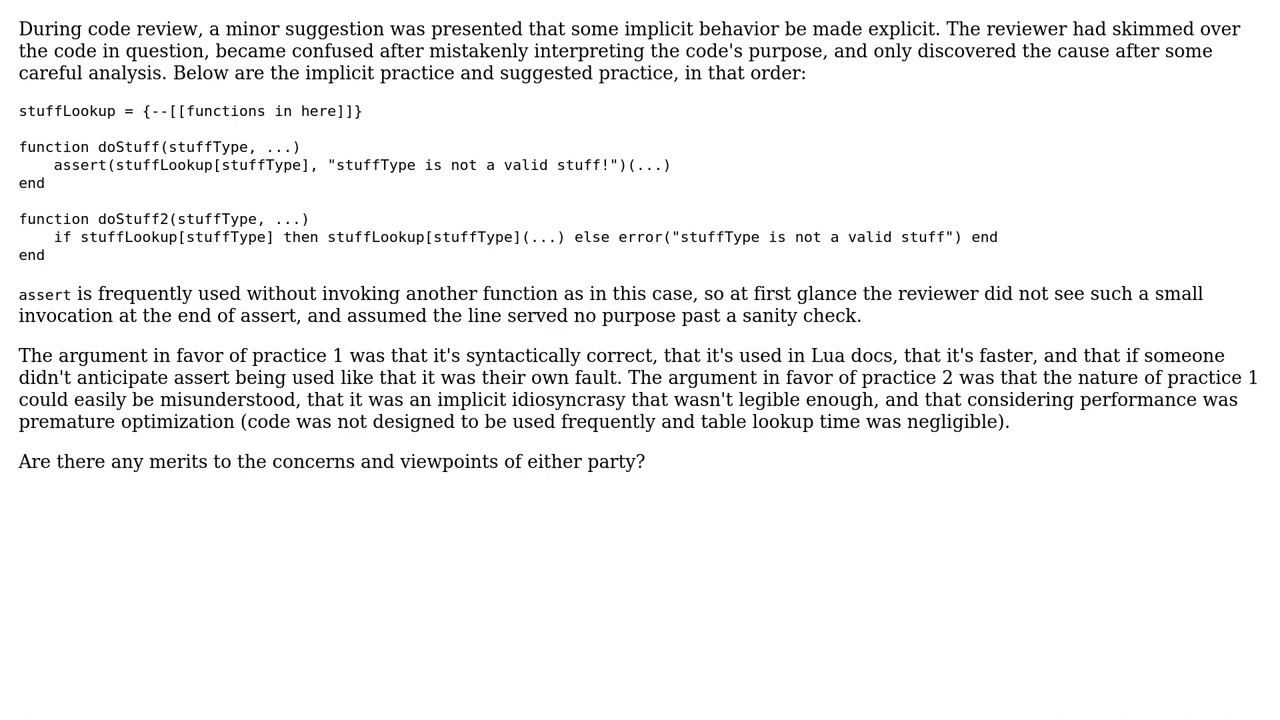 During code review, a minor suggestion was presented that some implicit behavior be made explicit. The reviewer had skimmed over
the code in question, became confused after mistakenly interpreting the code's purpose, and only discovered the cause after some
careful analysis. Below are the implicit practice and suggested practice, in that order:
stuffLookup = {--[[functions in here]]}
function doStuff(stuffType, ...)
    assert(stuffLookup[stuffType], "stuffType is not a valid stuff!")(...)
end
function doStuff2(stuffType, ...)
    if stuffLookup[stuffType] then stuffLookup[stuffType](...) else error("stuffType is not a valid stuff") end
end
assert is frequently used without invoking another function as in this case, so at first glance the reviewer did not see such a small
invocation at the end of assert, and assumed the line served no purpose past a sanity check.
The argument in favor of practice 1 was that it's syntactically correct, that it's used in Lua docs, that it's faster, and that if someone
didn't anticipate assert being used like that it was their own fault. The argument in favor of practice 2 was that the nature of practice 1
could easily be misunderstood, that it was an implicit idiosyncrasy that wasn't legible enough, and that considering performance was
premature optimization (code was not designed to be used frequently and table lookup time was negligible).
Are there any merits to the concerns and viewpoints of either party?